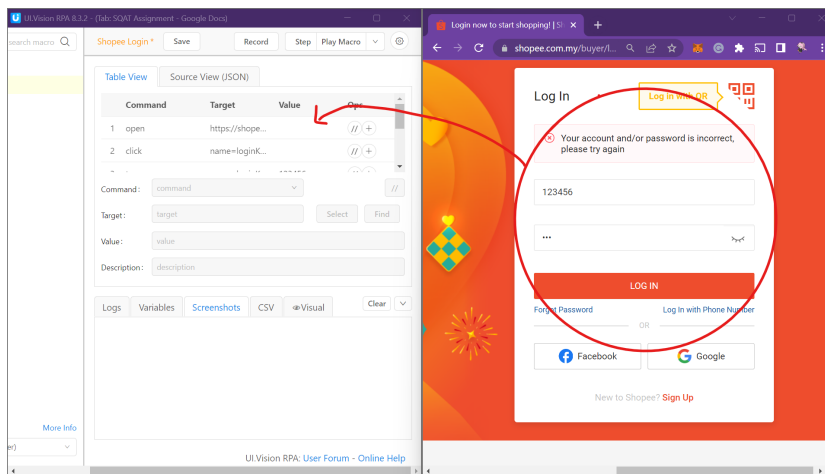 UI.Vision RPA 8.3.2 - (Tab: SQAT Assignment - Google Docs)
search macro
Shopee Login*
Save
Record
Step
Play Macro
Table View
Source View (JSON)
Command
Target
Value
Ops
1
open
https://shope...
//
+
2
click
name=loginK...
//
+
Command:
command
//
Target:
target
Select
Find
Value:
value
Description:
description
Logs
Variables
Screenshots
CSV
Visual
Clear
More Info
er)
UI.Vision RPA: User Forum - Online Help
Login now to start shopping! | Sh
shopee.com.my/buyer/l...
Log In
Log in with QR
Your account and/or password is incorrect,
please try again
123456
•••
LOG IN
Forgot Password
Log In with Phone Number
OR
Facebook
Google
New to Shopee? Sign Up